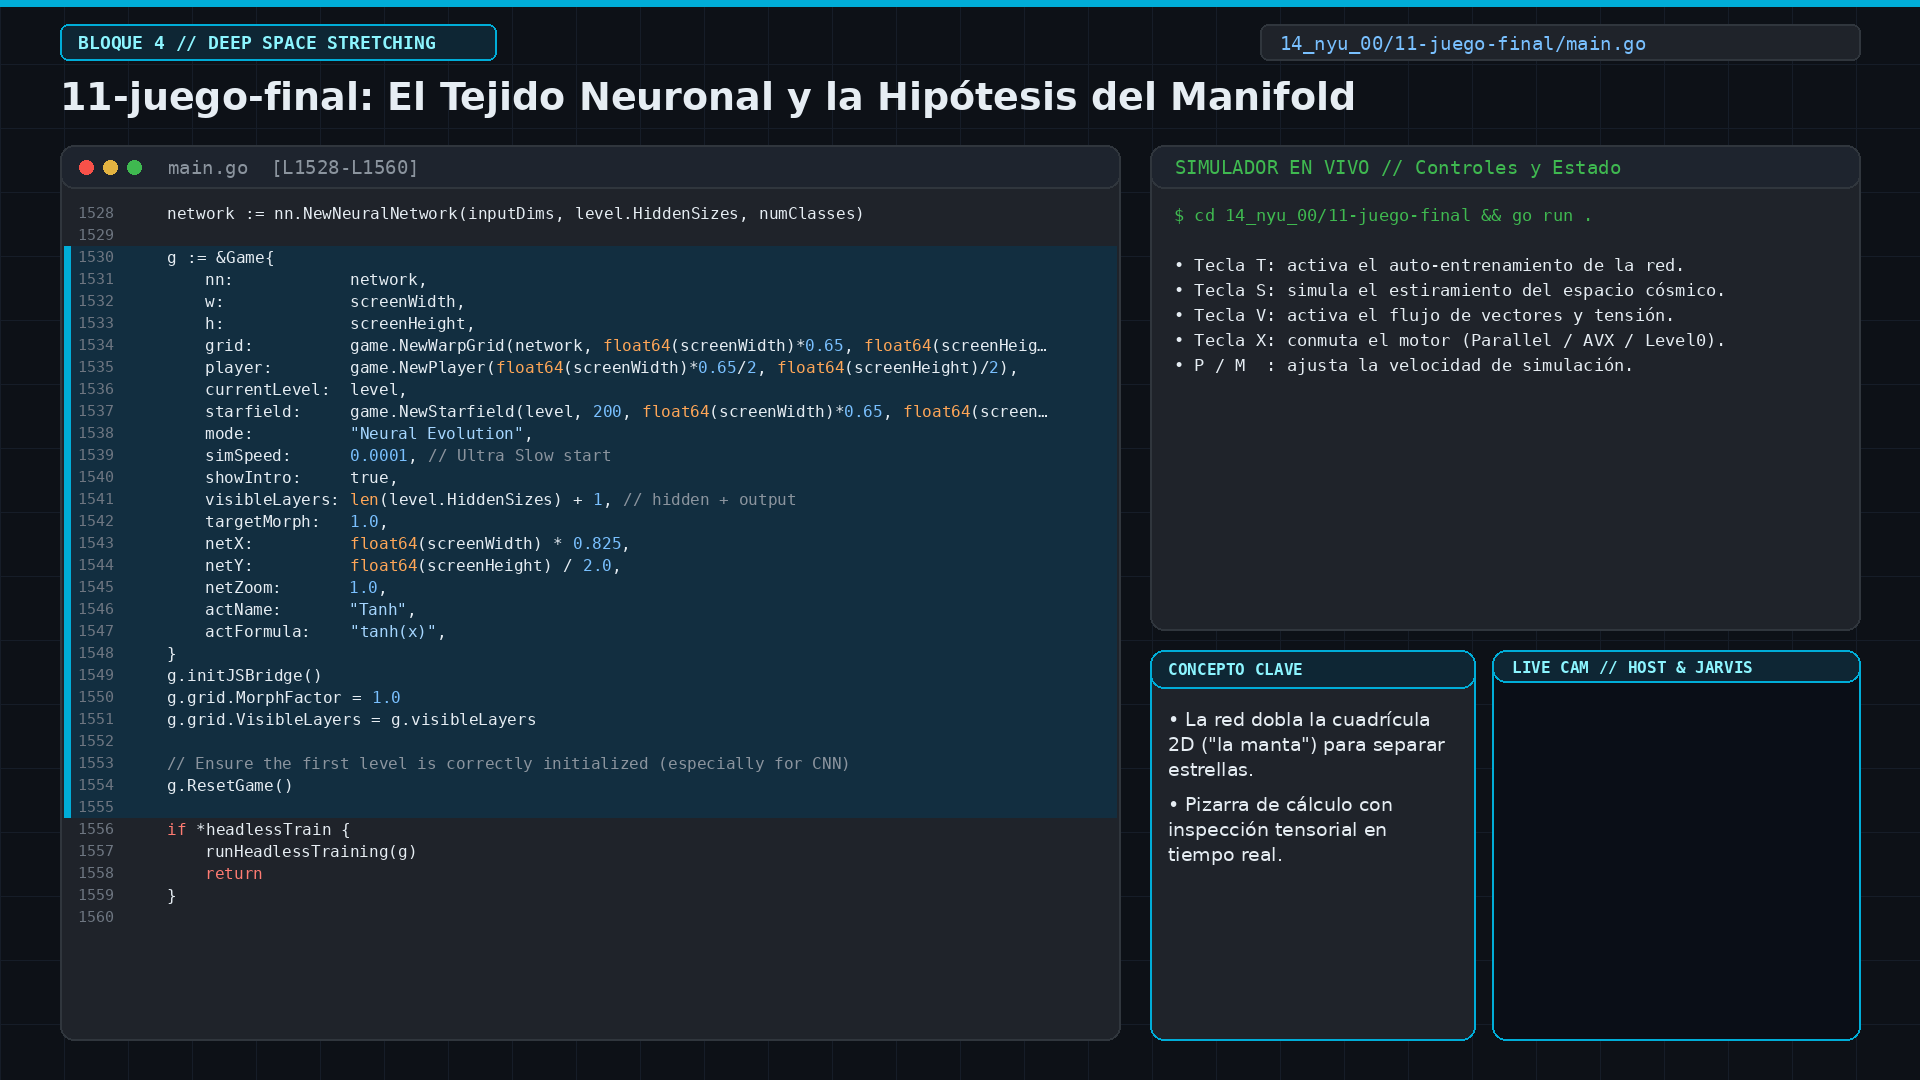 BLOQUE 4 // DEEP SPACE STRETCHING
14_nyu_00/11-juego-final/main.go
11-juego-final: El Tejido Neuronal y la Hipótesis del Manifold
main.go  [L1528-L1560]
1528 network := nn.NewNeuralNetwork(inputDims, level.HiddenSizes, numClasses)
1529
1530 g := &Game{
1531 nn: network,
1532 w: screenWidth,
1533 h: screenHeight,
1534 grid: game.NewWarpGrid(network, float64(screenWidth)*0.65, float64(screenHeig…
1535 player: game.NewPlayer(float64(screenWidth)*0.65/2, float64(screenHeight)/2),
1536 currentLevel: level,
1537 starfield: game.NewStarfield(level, 200, float64(screenWidth)*0.65, float64(screen…
1538 mode: "Neural Evolution",
1539 simSpeed: 0.0001, // Ultra Slow start
1540 showIntro: true,
1541 visibleLayers: len(level.HiddenSizes) + 1, // hidden + output
1542 targetMorph: 1.0,
1543 netX: float64(screenWidth) * 0.825,
1544 netY: float64(screenHeight) / 2.0,
1545 netZoom: 1.0,
1546 actName: "Tanh",
1547 actFormula: "tanh(x)",
1548 }
1549 g.initJSBridge()
1550 g.grid.MorphFactor = 1.0
1551 g.grid.VisibleLayers = g.visibleLayers
1552
1553 // Ensure the first level is correctly initialized (especially for CNN)
1554 g.ResetGame()
1555
1556 if *headlessTrain {
1557 runHeadlessTraining(g)
1558 return
1559 }
1560
SIMULADOR EN VIVO // Controles y Estado
$ cd 14_nyu_00/11-juego-final && go run .
• Tecla T: activa el auto-entrenamiento de la red.
• Tecla S: simula el estiramiento del espacio cósmico.
• Tecla V: activa el flujo de vectores y tensión.
• Tecla X: conmuta el motor (Parallel / AVX / Level0).
• P / M  : ajusta la velocidad de simulación.
CONCEPTO CLAVE
• La red dobla la cuadrícula
2D ("la manta") para separar
estrellas.
• Pizarra de cálculo con
inspección tensorial en
tiempo real.
LIVE CAM // HOST & JARVIS